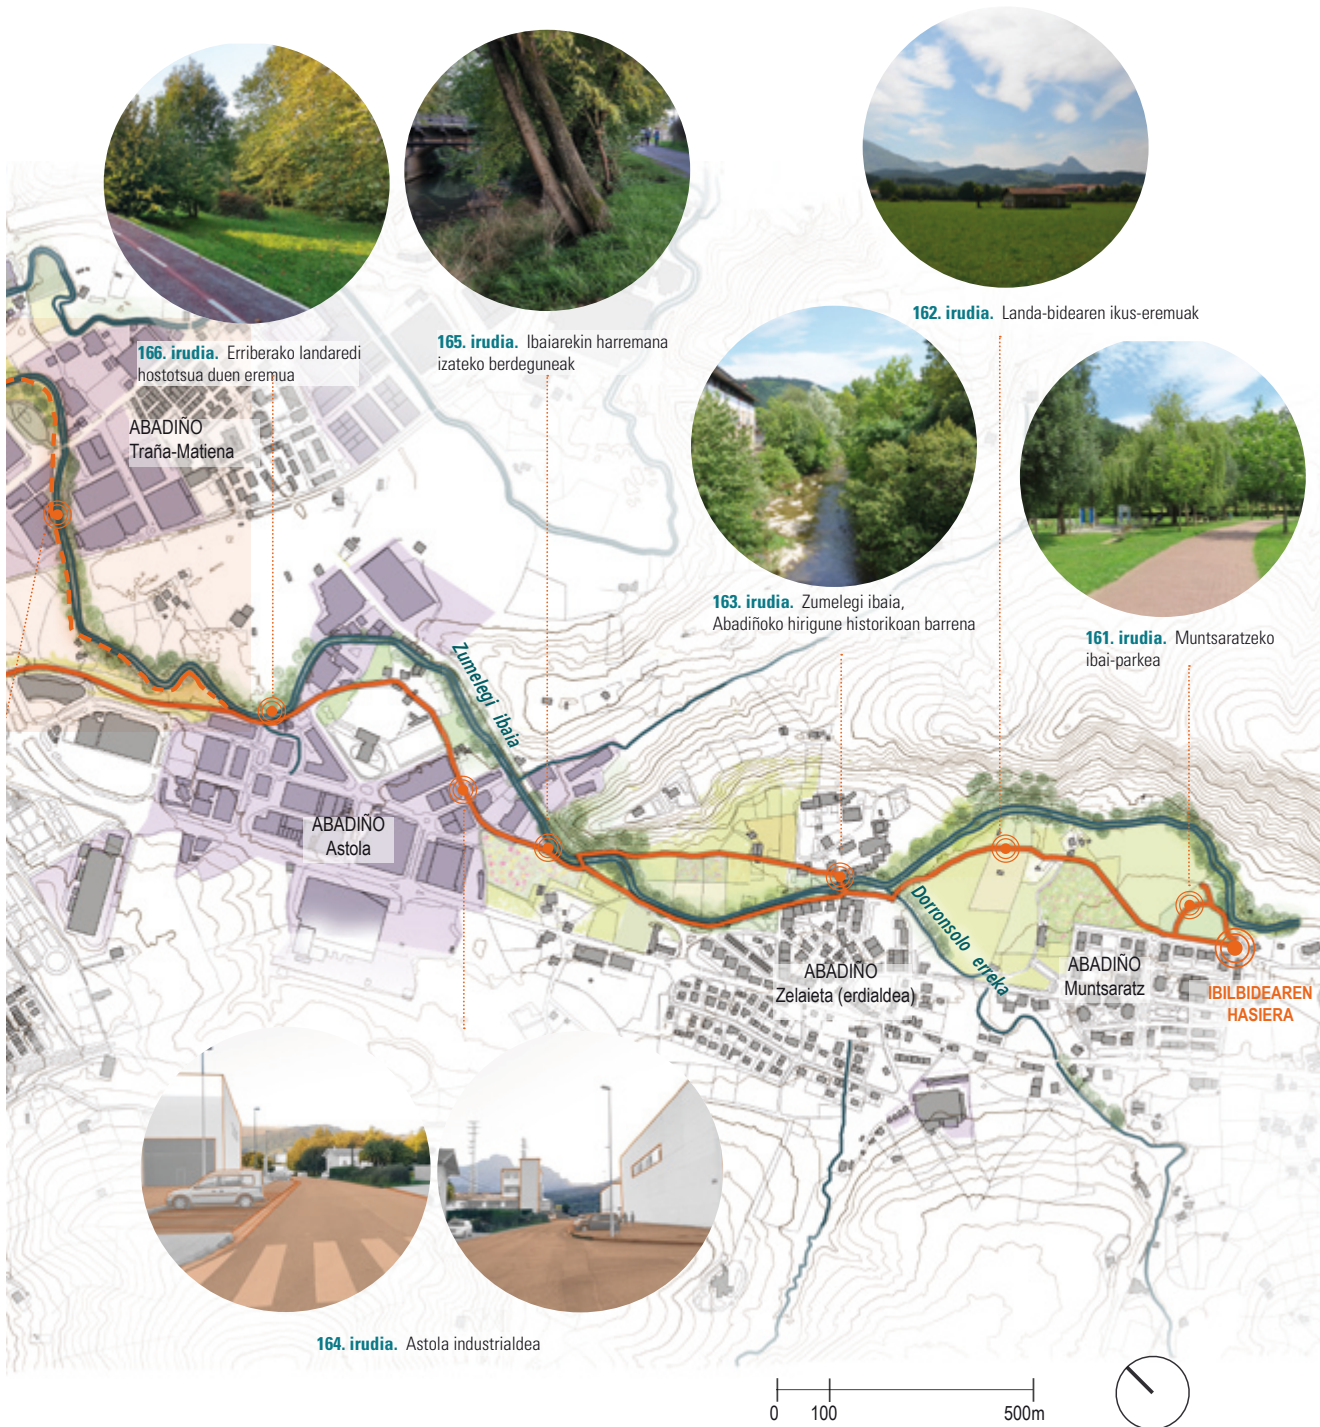 162. irudia. Landa-bidearen ikus-eremuak
166. irudia. Erriberako landaredi
hostotsua duen eremua
165. irudia. Ibaiarekin harremana
izateko berdeguneak
ABADIÑO
Traña-Matiena
163. irudia. Zumelegi ibaia,
Abadiñoko hirigune historikoan barrena
161. irudia. Muntsaratzeko
ibai-parkea
Zumelegi ibaia
ABADIÑO
Astola
Dorronsolo erreka
ABADIÑO
Zelaieta (erdialdea)
ABADIÑO
Muntsaratz
IBILBIDEAREN
HASIERA
164. irudia. Astola industrialdea
0 100 500m